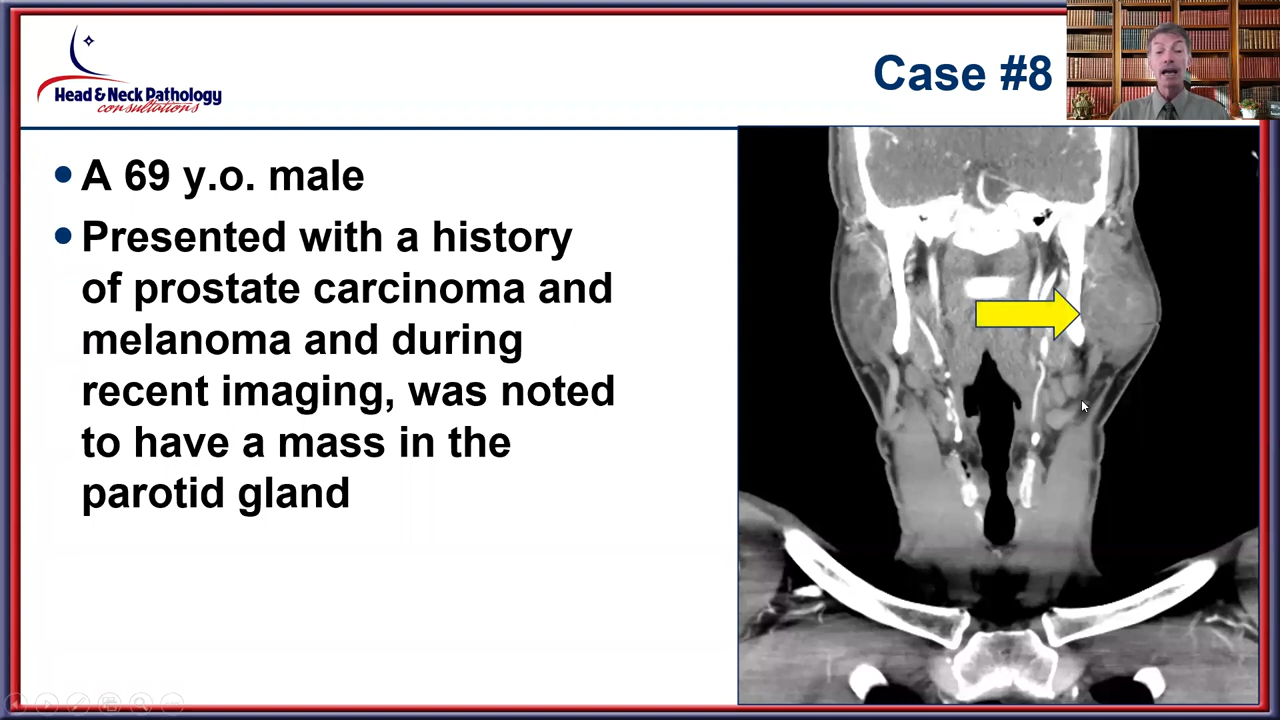 Head & Neck Pathology
consultations
Case #8
A 69 y.o. male
Presented with a history
of prostate carcinoma and
melanoma and during
recent imaging, was noted
to have a mass in the
parotid gland